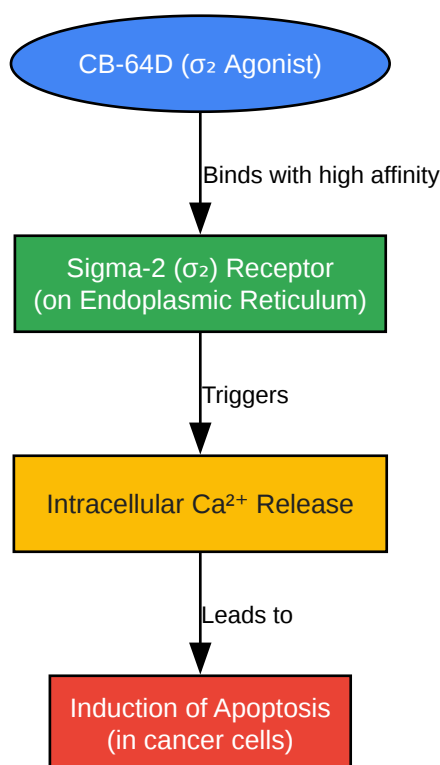 CB-64D (σ₂ Agonist)
Binds with high affinity
Sigma-2 (σ₂) Receptor
(on Endoplasmic Reticulum)
Triggers
Intracellular Ca²⁺ Release
Leads to
Induction of Apoptosis
(in cancer cells)